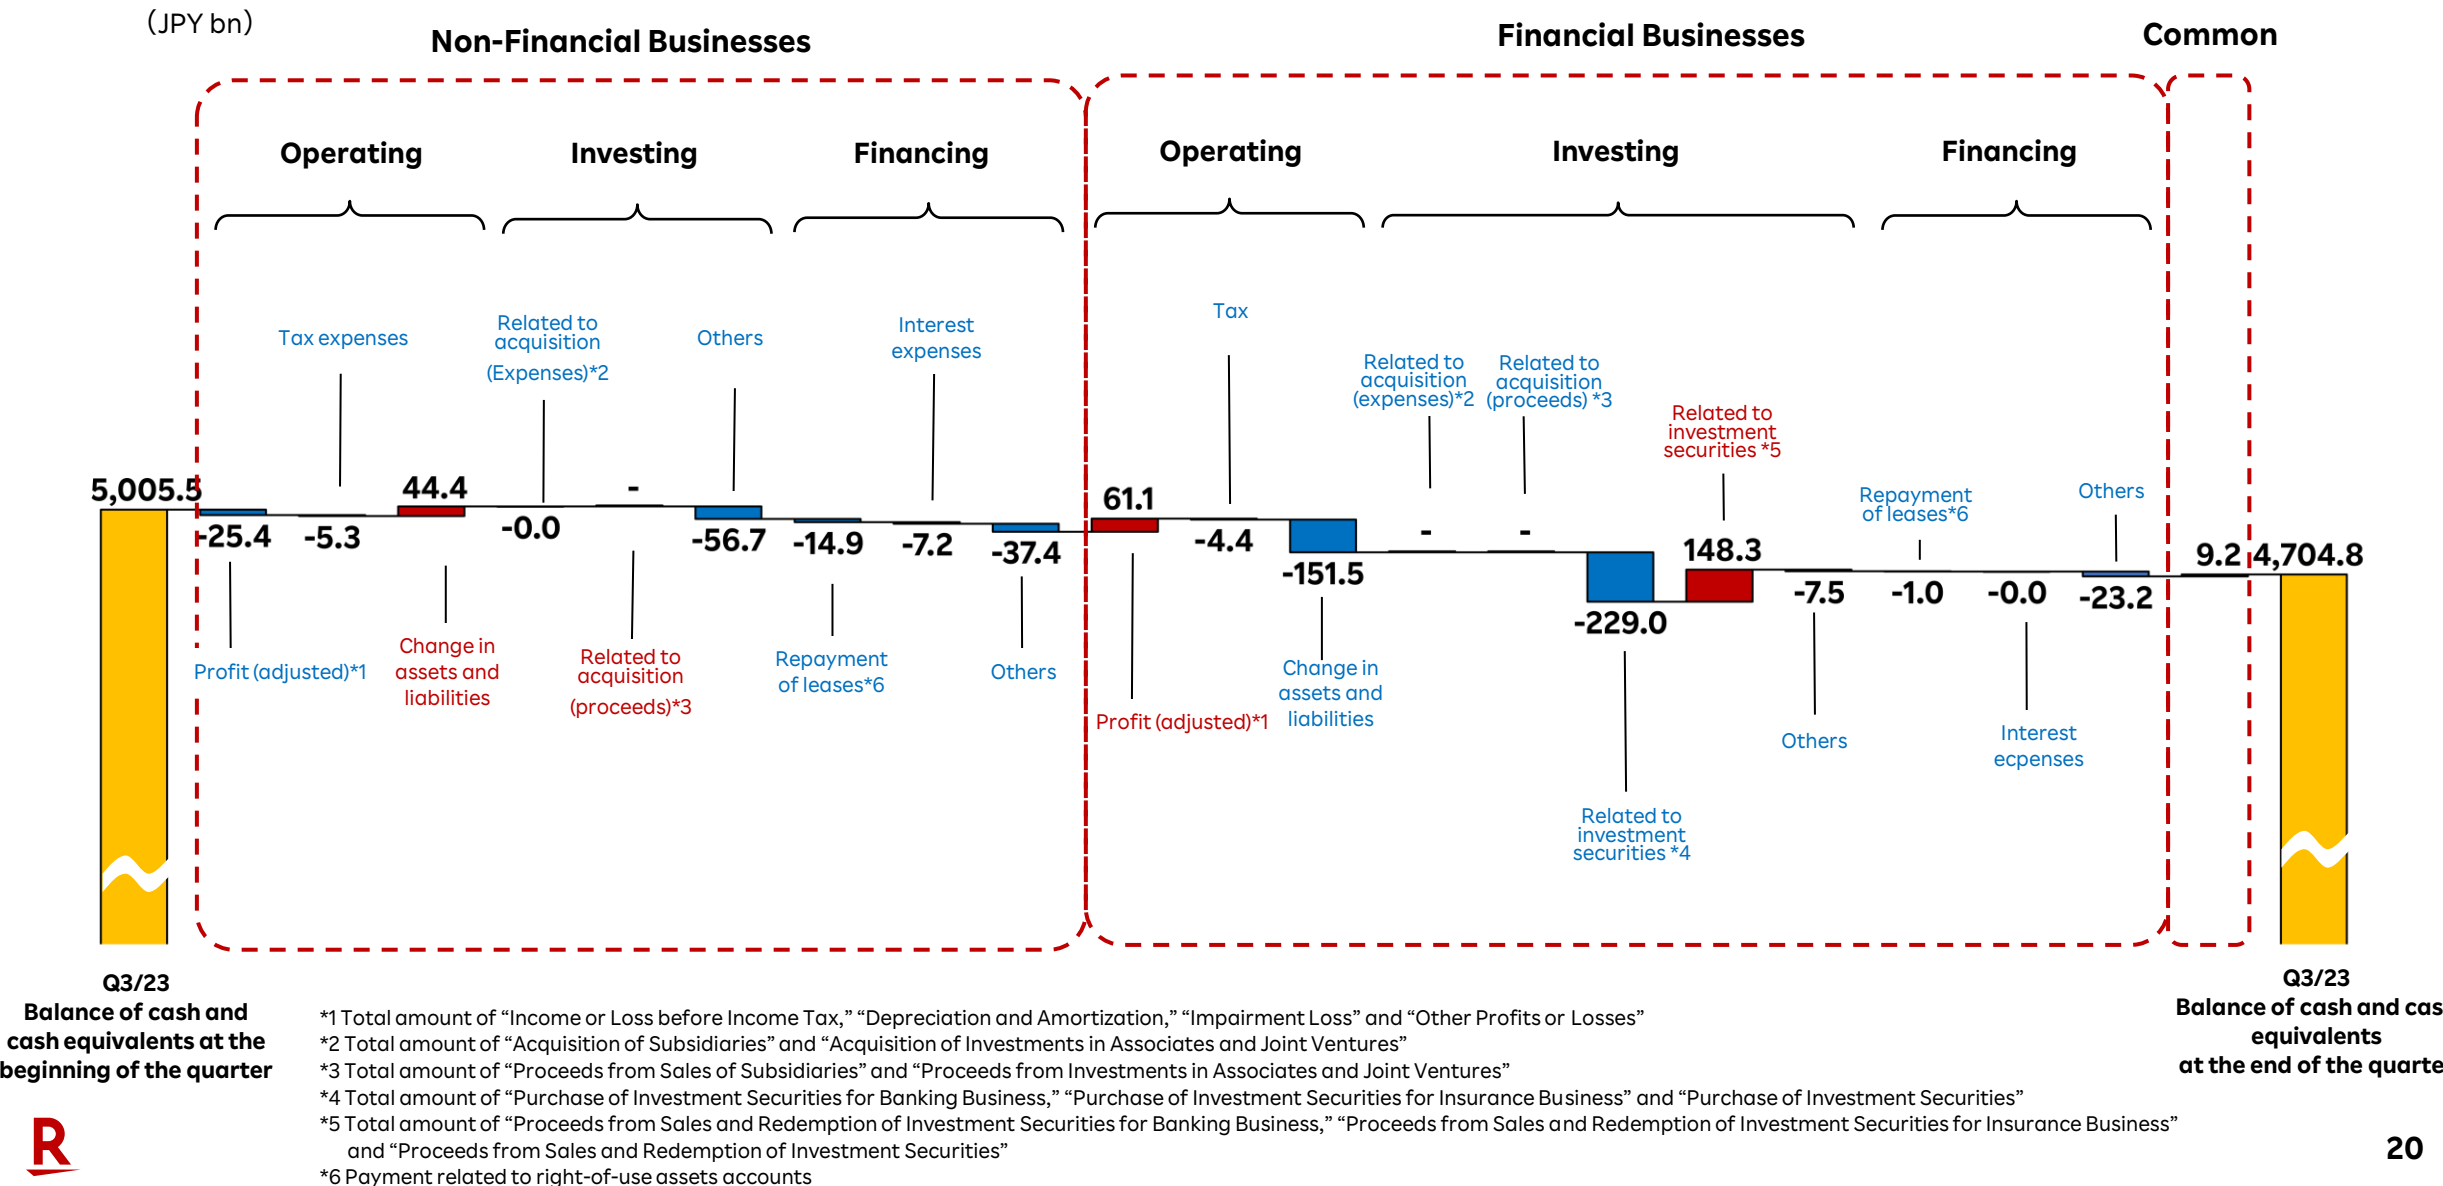 （JPY bn）
Non-Financial Businesses
Financial Businesses
Common
Operating
Investing
Financing
Operating
Investing
Financing
Tax expenses
Related to
acquisition
(Expenses)*2
Others
Interest
expenses
Tax
Related to
acquisition
(expenses)*2
Related to
acquisition
(proceeds) *3
Related to
investment
securities *5
Repayment
of leases*6
Others
5,005.5
-25.4
-5.3
44.4
-0.0
-
-56.7
-14.9
-7.2
-37.4
61.1
-4.4
-151.5
-
-
-229.0
148.3
-7.5
-1.0
-0.0
-23.2
9.2
4,704.8
Profit (adjusted)*1
Change in
assets and
liabilities
Related to
acquisition
(proceeds)*3
Repayment
of leases*6
Others
Profit (adjusted)*1
Change in
assets and
liabilities
Related to
investment
securities *4
Others
Interest
ecpenses
Q3/23
Balance of cash and
cash equivalents at the
beginning of the quarter
Q3/23
Balance of cash and cas
equivalents
at the end of the quarte
*1 Total amount of “Income or Loss before Income Tax,” “Depreciation and Amortization,” “Impairment Loss” and “Other Profits or Losses”
*2 Total amount of “Acquisition of Subsidiaries” and “Acquisition of Investments in Associates and Joint Ventures”
*3 Total amount of “Proceeds from Sales of Subsidiaries” and “Proceeds from Investments in Associates and Joint Ventures”
*4 Total amount of “Purchase of Investment Securities for Banking Business,” “Purchase of Investment Securities for Insurance Business” and “Purchase of Investment Securities”
*5 Total amount of “Proceeds from Sales and Redemption of Investment Securities for Banking Business,” “Proceeds from Sales and Redemption of Investment Securities for Insurance Business”
and “Proceeds from Sales and Redemption of Investment Securities”
*6 Payment related to right-of-use assets accounts
R
20